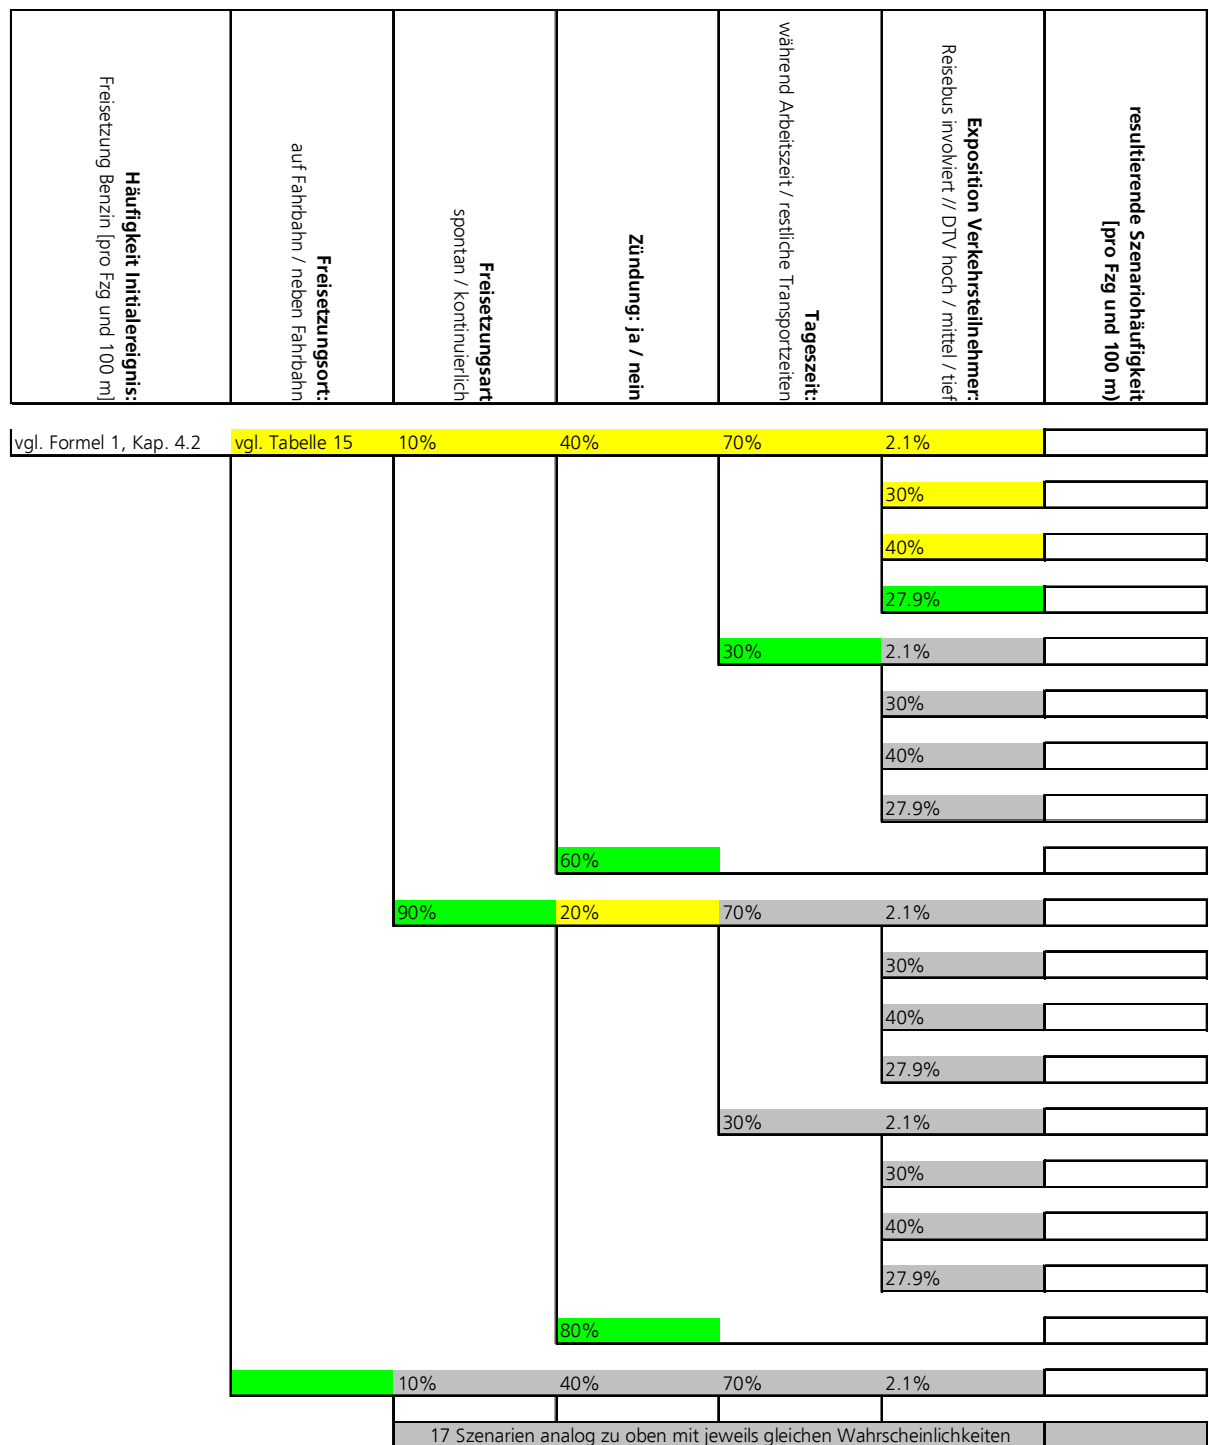 Häufigkeit Initialereignis:
Freisetzung Benzin [pro Fzg und 100 m]
Freisetzungsort:
auf Fahrbahn / neben Fahrbahn
Freisetzungsart
spontan / kontinuierlich
Zündung: ja / nein
Tageszeit:
während Arbeitszeit / restliche Transportzeiten
Exposition Verkehrsteilnehmer:
Reisebus involviert // DTV hoch / mittel / tief
resultierende Szenariohäufigkeit
[pro Fzg und 100 m)
vgl. Formel 1, Kap. 4.2 vgl. Tabelle 15 10% 40% 70% 2.1%
30%
40%
27.9%
30% 2.1%
30%
40%
27.9%
60%
90% 20% 70% 2.1%
30%
40%
27.9%
30% 2.1%
30%
40%
27.9%
80%
10% 40% 70% 2.1%
17 Szenarien analog zu oben mit jeweils gleichen Wahrscheinlichkeiten